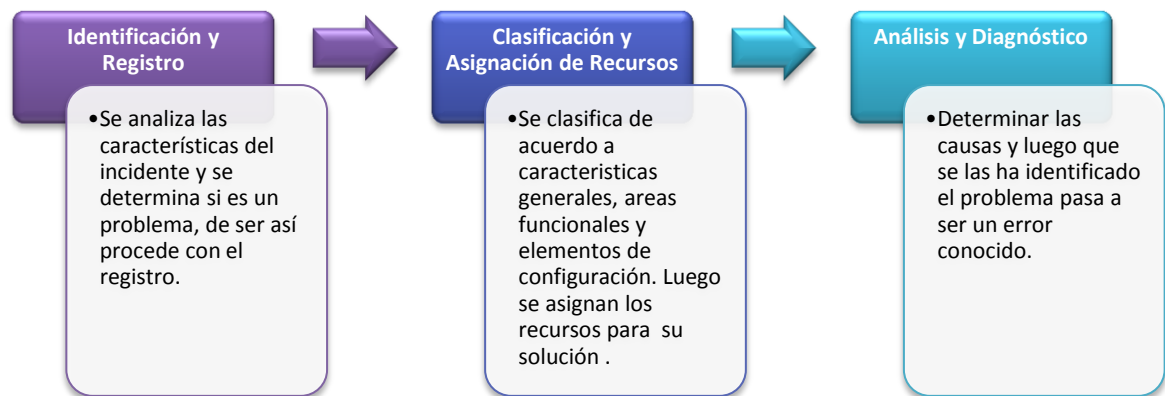 Identificación y
Registro
•Se analiza las
características del
incidente y se
determina si es un
problema, de ser así
procede con el
registro.
Clasificación y
Asignación de Recursos
•Se clasifica de
acuerdo a
caracteristicas
generales, areas
funcionales y
elementos de
configuración. Luego
se asignan los
recursos para su
solución .
Análisis y Diagnóstico
•Determinar las
causas y luego que
se las ha identificado
el problema pasa a
ser un error
conocido.